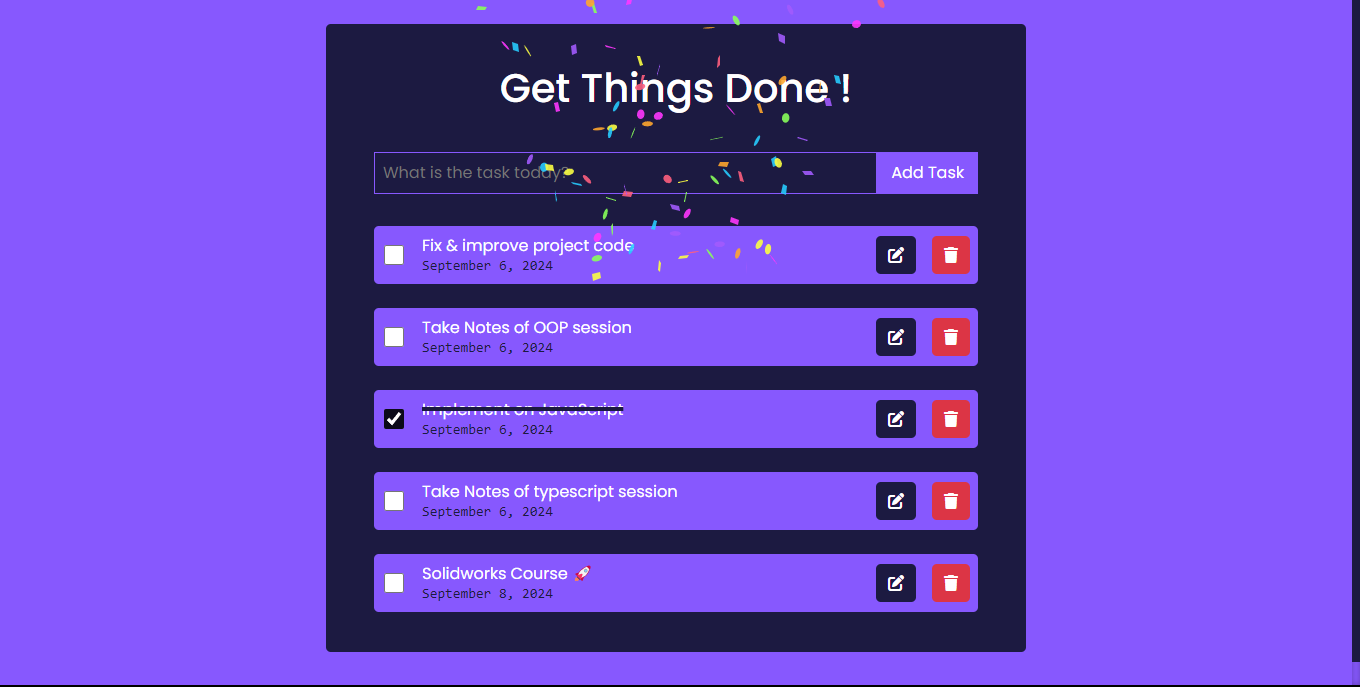 Get Things Done !
What is the task today?
Add Task
Fix & improve project code
September 6, 2024
Take Notes of OOP session
September 6, 2024
Implement on JavaScript
September 6, 2024
Take Notes of typescript session
September 6, 2024
Solidworks Course 🚀
September 8, 2024